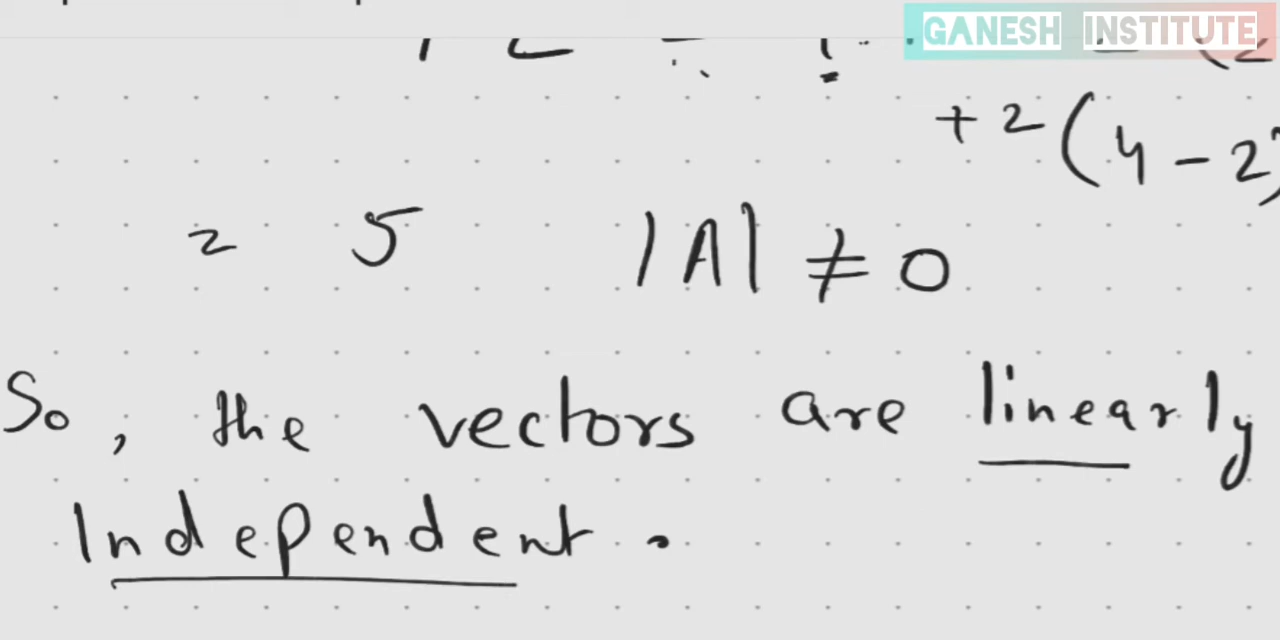 GANESH INSTITUTE
+2(4-2)
= 5 |A| ≠ 0
So, the vectors are linearly
Independent.